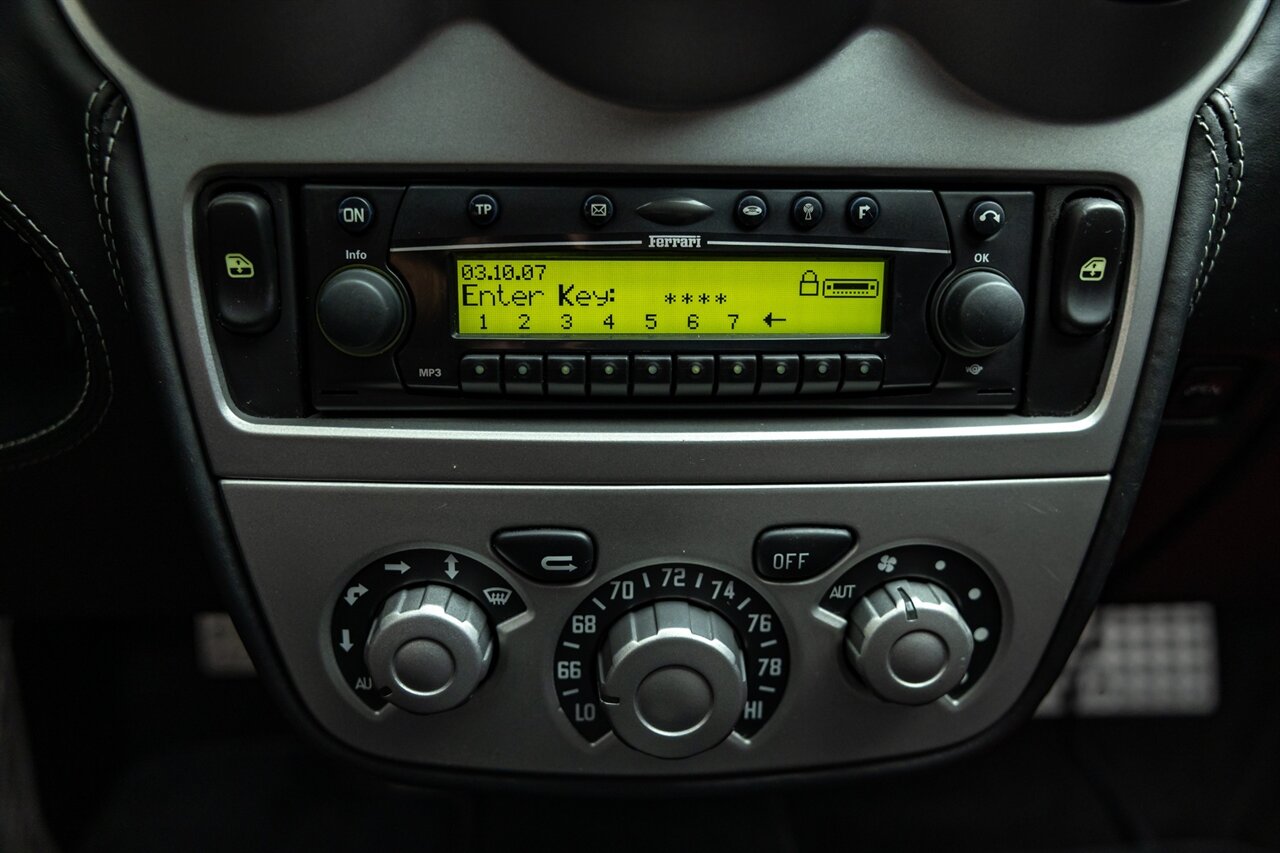 ON
TP
F
Ferrari
Info
OK
03.10.07
Enter Key: ****
1 2 3 4 5 6 7
MP3
OFF
70 72 74
68 76
66 78
LO HI
AUT
AU